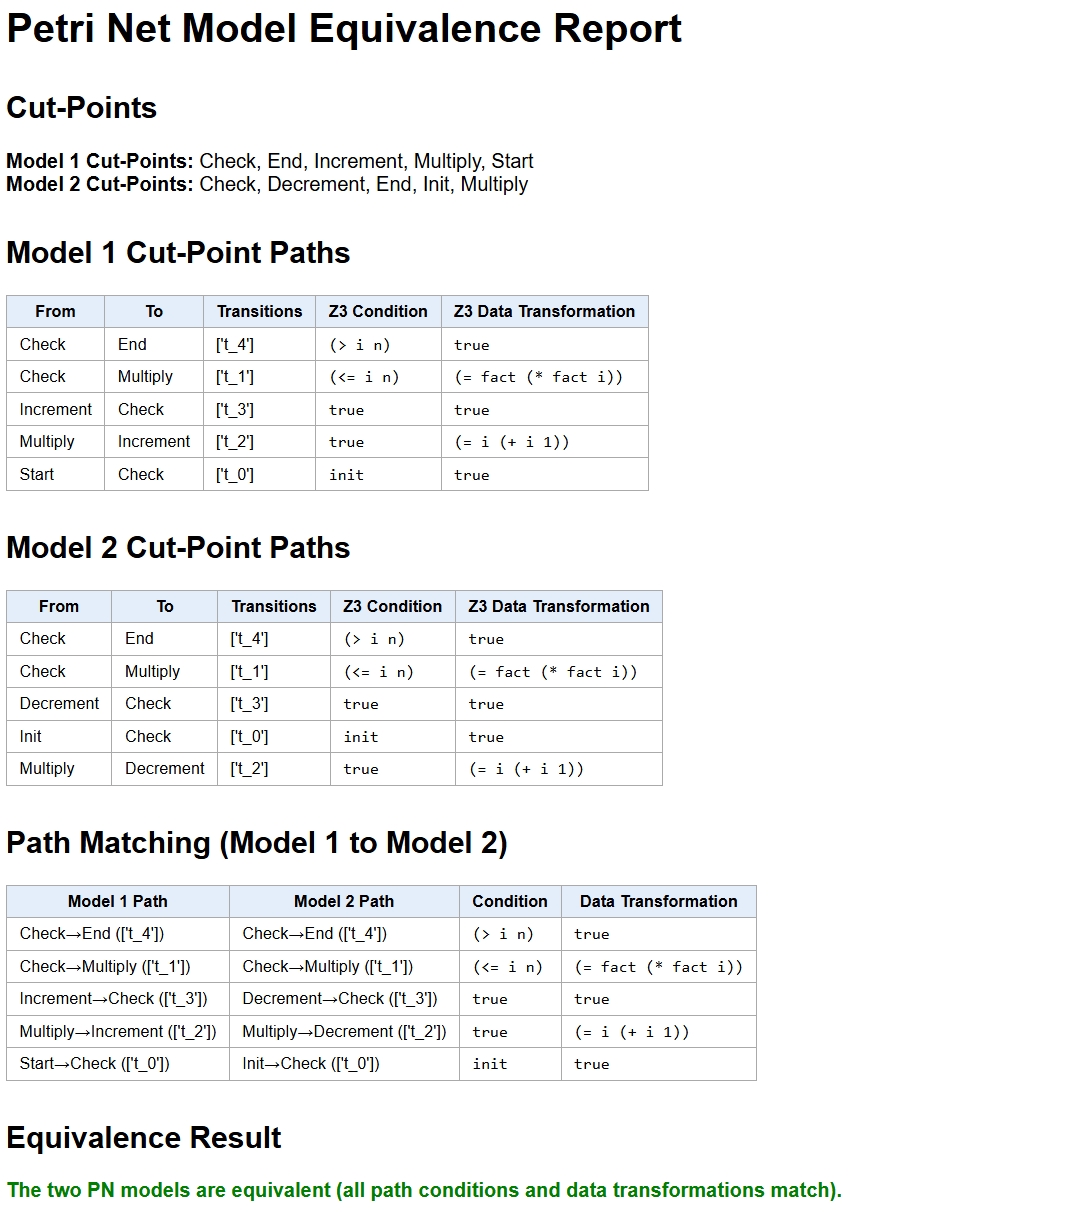 Petri Net Model Equivalence Report
Cut-Points
Model 1 Cut-Points: Check, End, Increment, Multiply, Start
Model 2 Cut-Points: Check, Decrement, End, Init, Multiply
Model 1 Cut-Point Paths
From To Transitions Z3 Condition Z3 Data Transformation
Check End ['t_4'] (> i n) true
Check Multiply ['t_1'] (<= i n) (= fact (* fact i))
Increment Check ['t_3'] true true
Multiply Increment ['t_2'] true (= i (+ i 1))
Start Check ['t_0'] init true
Model 2 Cut-Point Paths
From To Transitions Z3 Condition Z3 Data Transformation
Check End ['t_4'] (> i n) true
Check Multiply ['t_1'] (<= i n) (= fact (* fact i))
Decrement Check ['t_3'] true true
Init Check ['t_0'] init true
Multiply Decrement ['t_2'] true (= i (+ i 1))
Path Matching (Model 1 to Model 2)
Model 1 Path Model 2 Path Condition Data Transformation
Check→End (['t_4']) Check→End (['t_4']) (> i n) true
Check→Multiply (['t_1']) Check→Multiply (['t_1']) (<= i n) (= fact (* fact i))
Increment→Check (['t_3']) Decrement→Check (['t_3']) true true
Multiply→Increment (['t_2']) Multiply→Decrement (['t_2']) true (= i (+ i 1))
Start→Check (['t_0']) Init→Check (['t_0']) init true
Equivalence Result
The two PN models are equivalent (all path conditions and data transformations match).